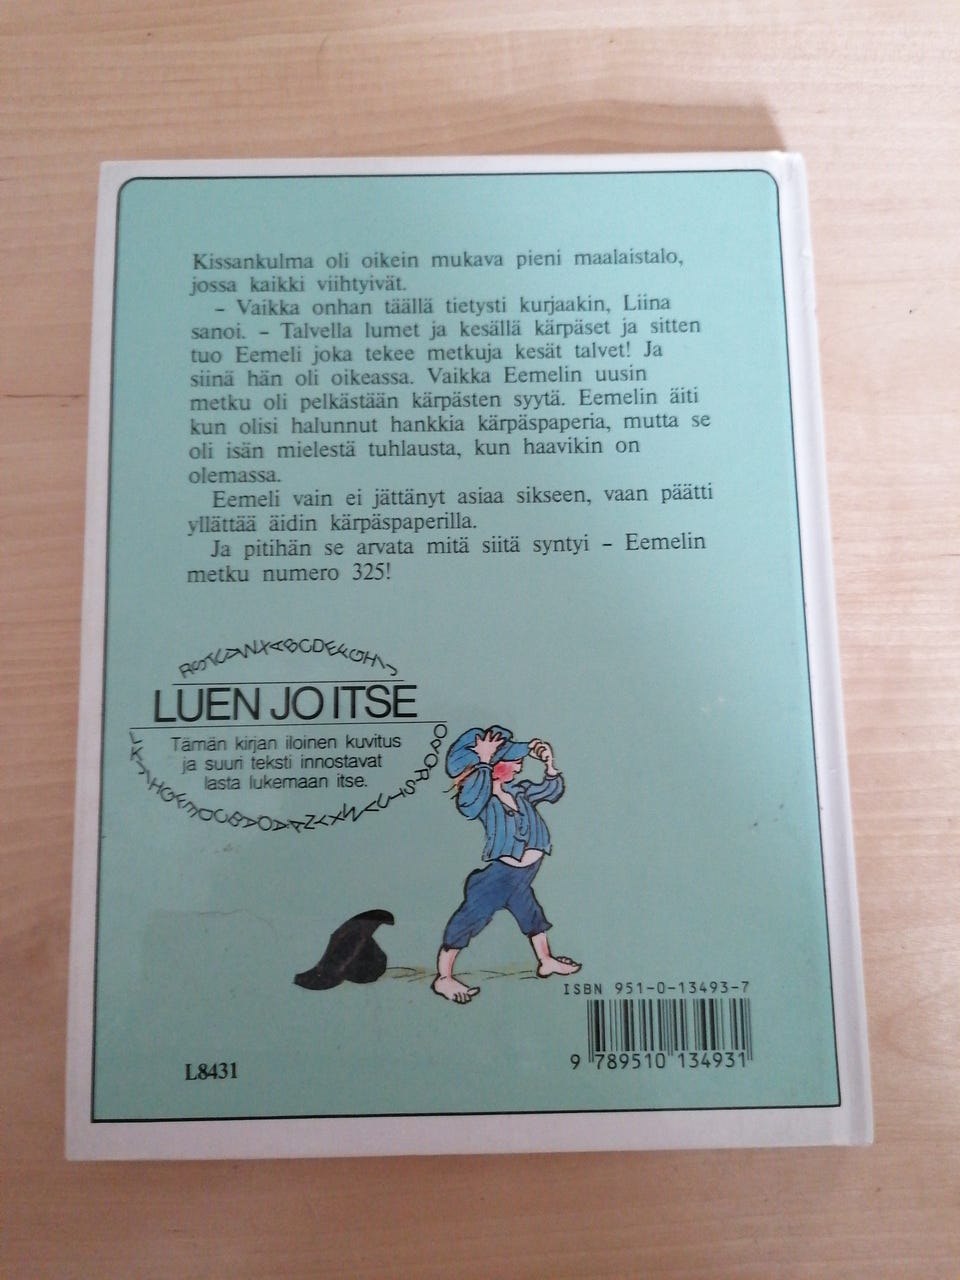 Kissankulma oli oikein mukava pieni maalaistalo,
jossa kaikki viihtyivät.
– Vaikka onhan täällä tietysti kurjaakin, Liina
sanoi. – Talvella lumet ja kesällä kärpäset ja sitten
tuo Eemeli joka tekee metkuja kesät talvet! Ja
siinä hän oli oikeassa. Vaikka Eemelin uusin
metku oli pelkästään kärpästen syytä. Eemelin äiti
kun olisi halunnut hankkia kärpäspaperia, mutta se
oli isän mielestä tuhlausta, kun haavikin on
olemassa.
Eemeli vain ei jättänyt asiaa sikseen, vaan päätti
yllättää äidin kärpäspaperilla.
Ja pitihän se arvata mitä siitä syntyi – Eemelin
metku numero 325!
LUEN JO ITSE
Tämän kirjan iloinen kuvitus
ja suuri teksti innostavat
lasta lukemaan itse.
ISBN 951-0-13493-7
9 789510 134931
L8431